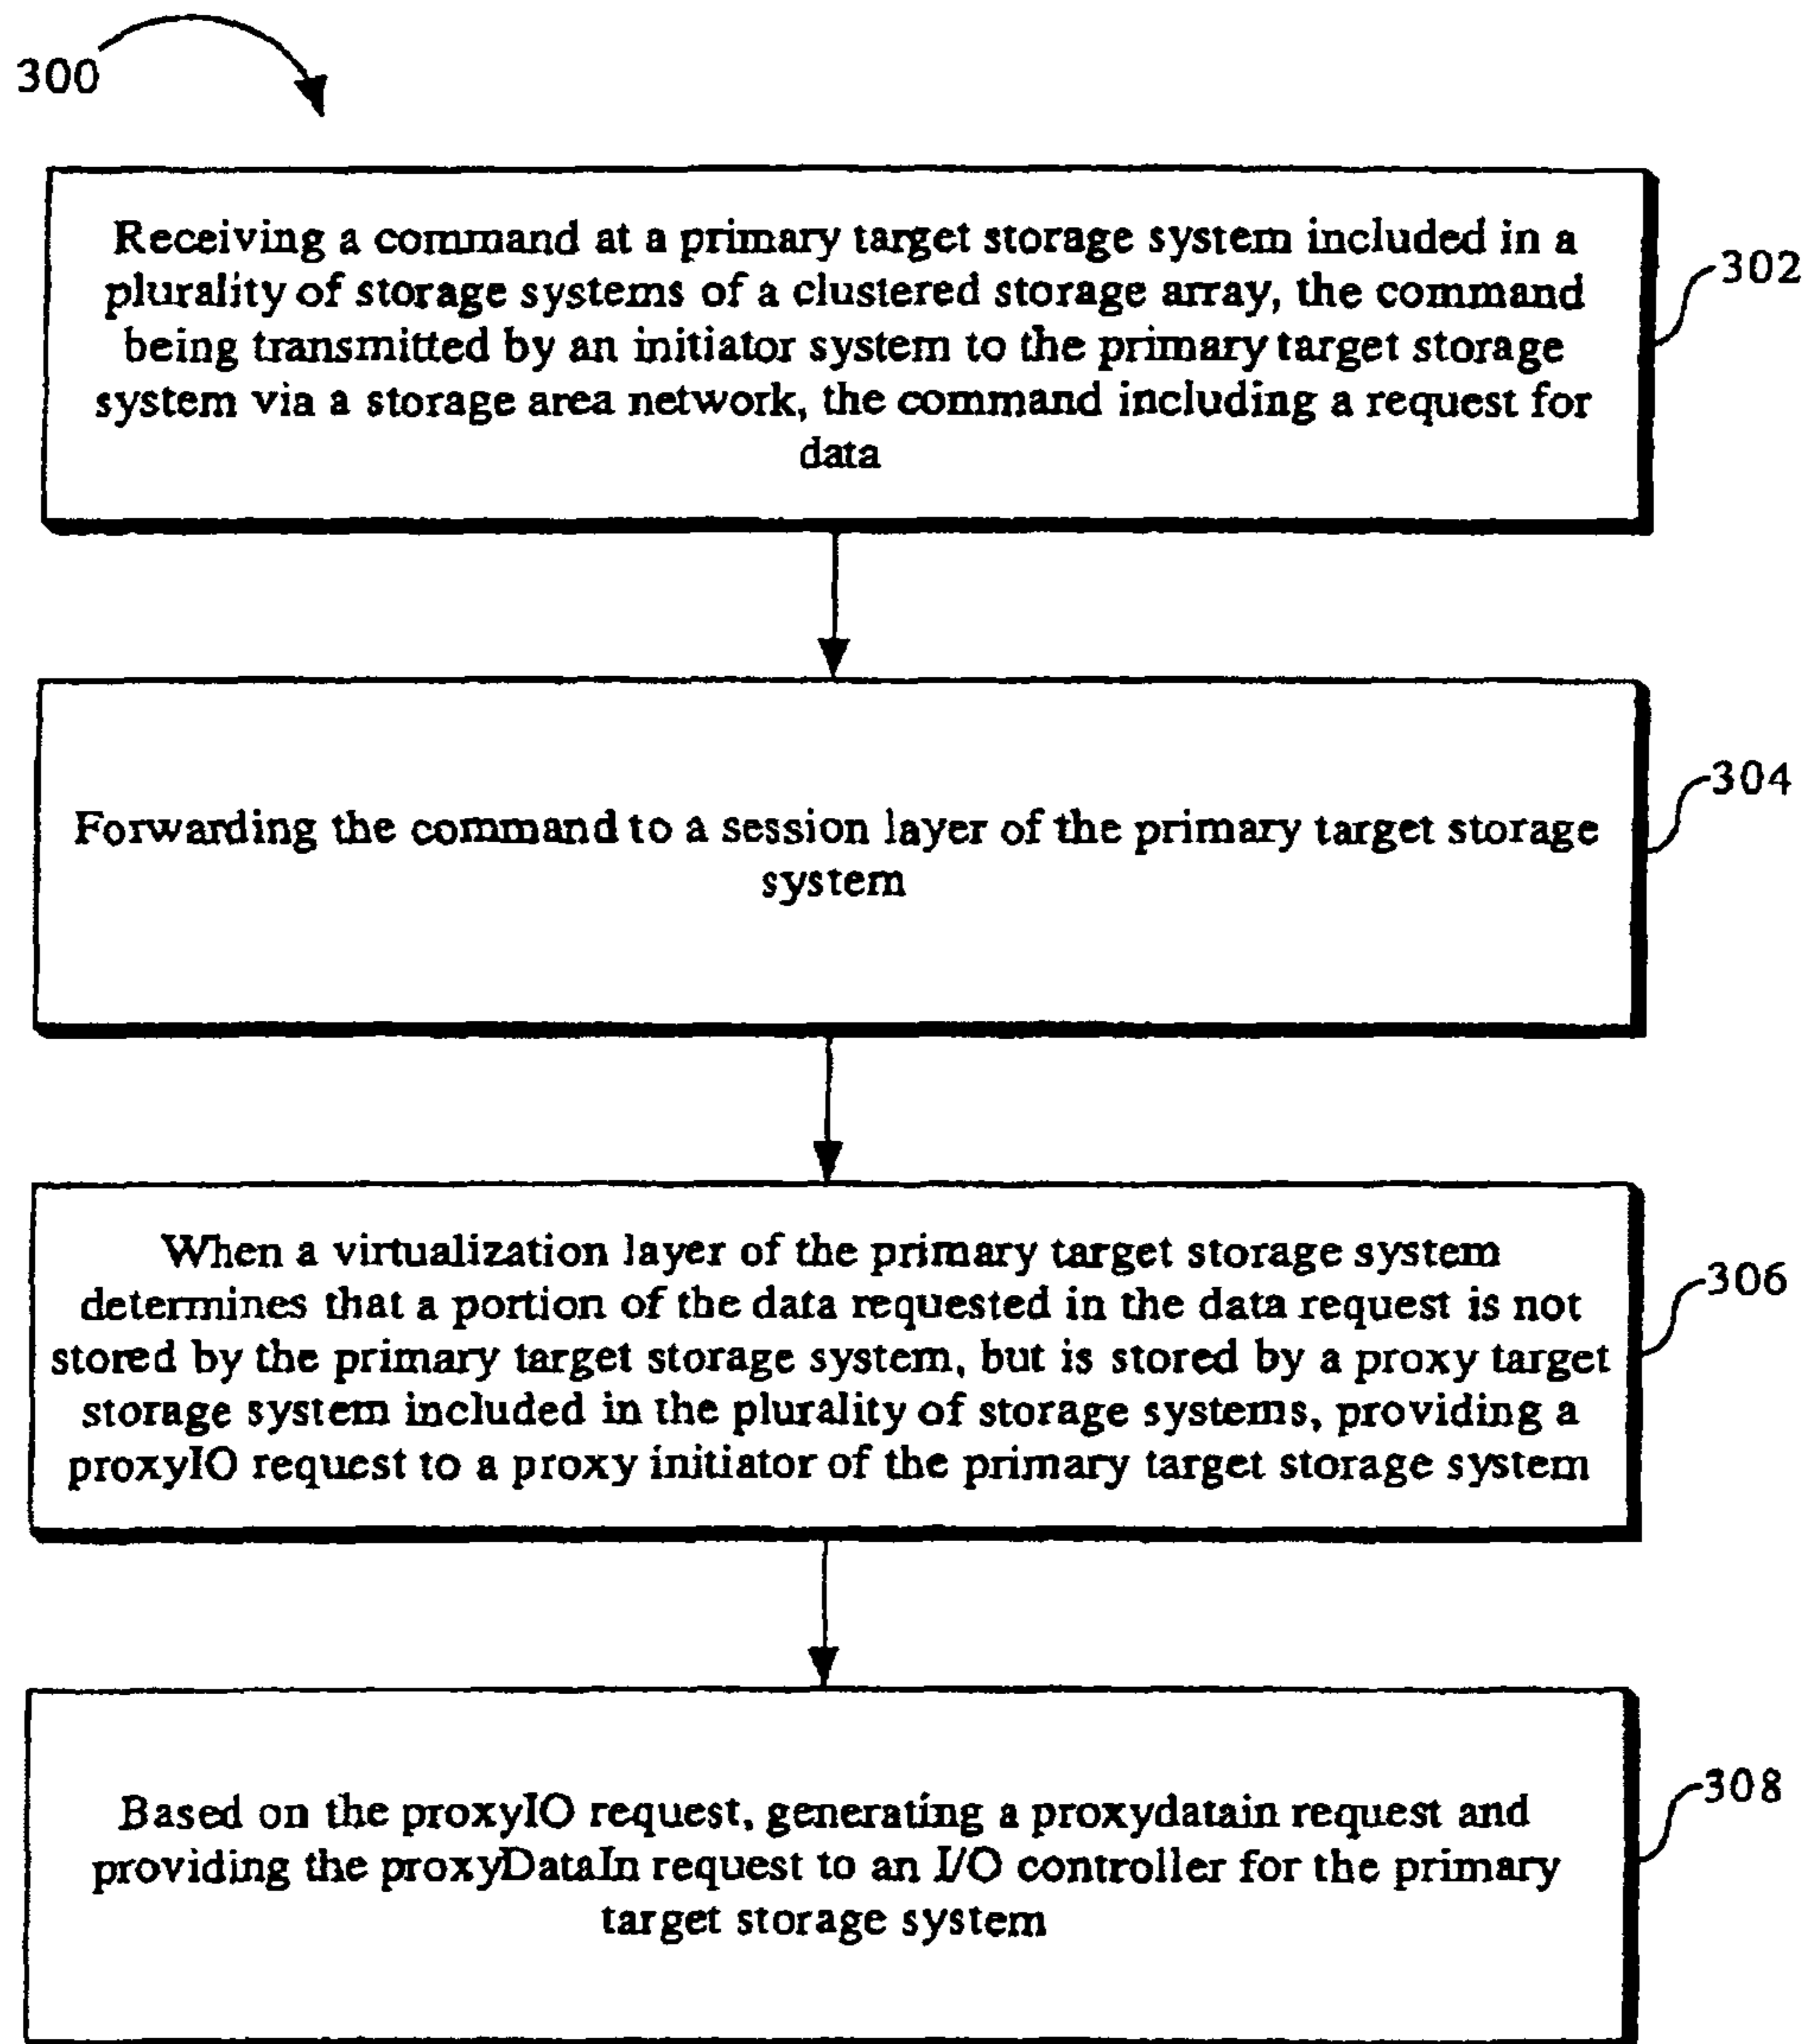 300
Receiving a command at a primary target storage system included in a
plurality of storage systems of a clustered storage array, the command
being transmitted by an initiator system to the primary target storage
system via a storage area network, the command including a request for
data
302
Forwarding the command to a session layer of the primary target storage
system
304
When a virtualization layer of the primary target storage system
determines that a portion of the data requested in the data request is not
stored by the primary target storage system, but is stored by a proxy target
storage system included in the plurality of storage systems, providing a
proxyIO request to a proxy initiator of the primary target storage system
306
Based on the proxyIO request, generating a proxydatain request and
providing the proxyDataIn request to an I/O controller for the primary
target storage system
308